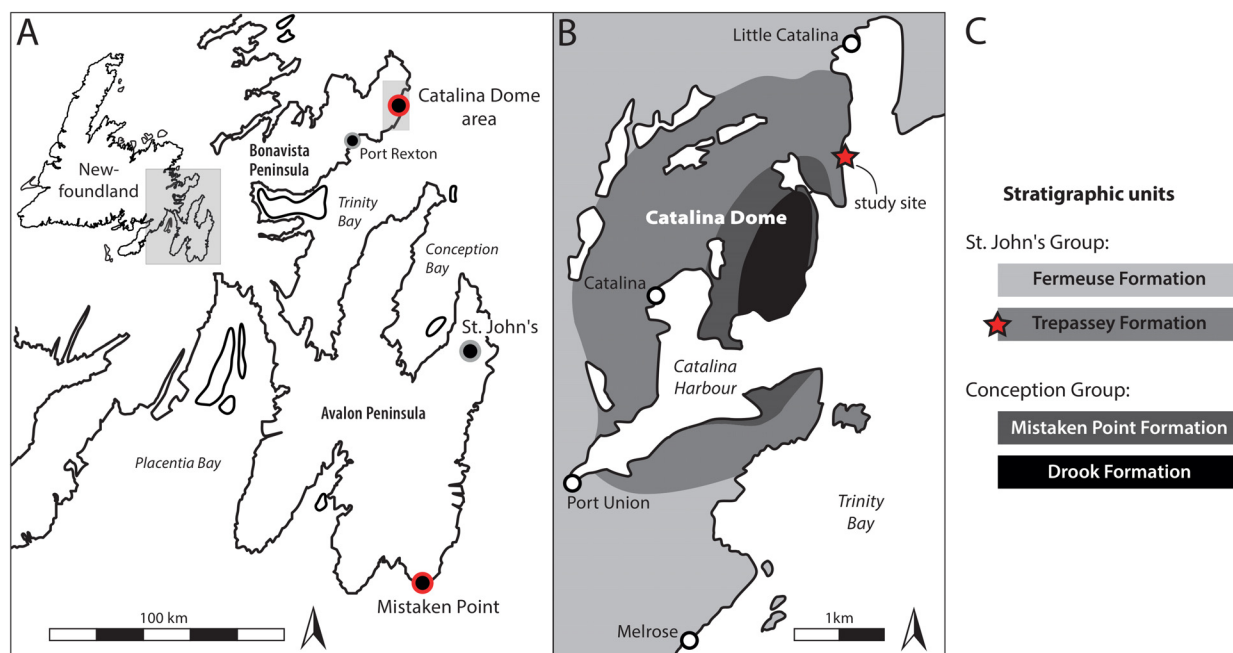 A
New-
foundland
Catalina Dome
area
Bonavista
Peninsula
Port Rexton
Trinity
Bay
Conception
Bay
St. John's
Avalon Peninsula
Placentia Bay
Mistaken Point
100 km
B
Little Catalina
study site
Catalina Dome
Catalina
Catalina
Harbour
Port Union
Trinity
Bay
Melrose
1km
C
Stratigraphic units
St. John's Group:
Fermeuse Formation
Trepassey Formation
Conception Group:
Mistaken Point Formation
Drook Formation